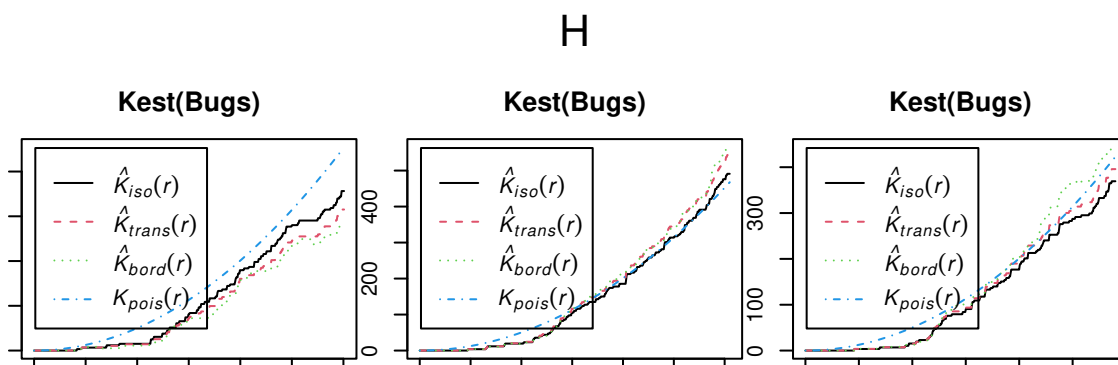 H
Kest(Bugs) Kest(Bugs) Kest(Bugs)
K̂iso(r) K̂iso(r) K̂iso(r)
K̂trans(r) K̂trans(r) K̂trans(r)
K̂bord(r) K̂bord(r) K̂bord(r)
Kpois(r) Kpois(r) Kpois(r)
0 200 400
0 100 300